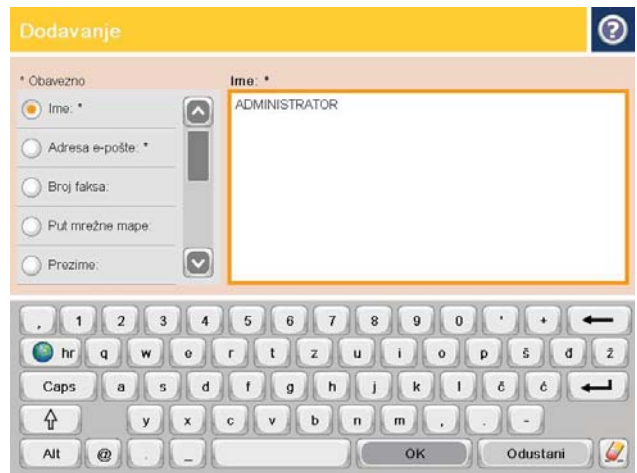 Dodavanje
?
* Obavezno
Ime: *
Ime: *
ADMINISTRATOR
Adresa e-pošte: *
Broj faksa:
Put mrežne mape:
Prezime:
, 1 2 3 4 5 6 7 8 9 0 ' +
hr q w e r t z u i o p š đ ž
Caps a s d f g h j k l č ć
y x c v b n m , . -
Alt @ . _ OK Odustani